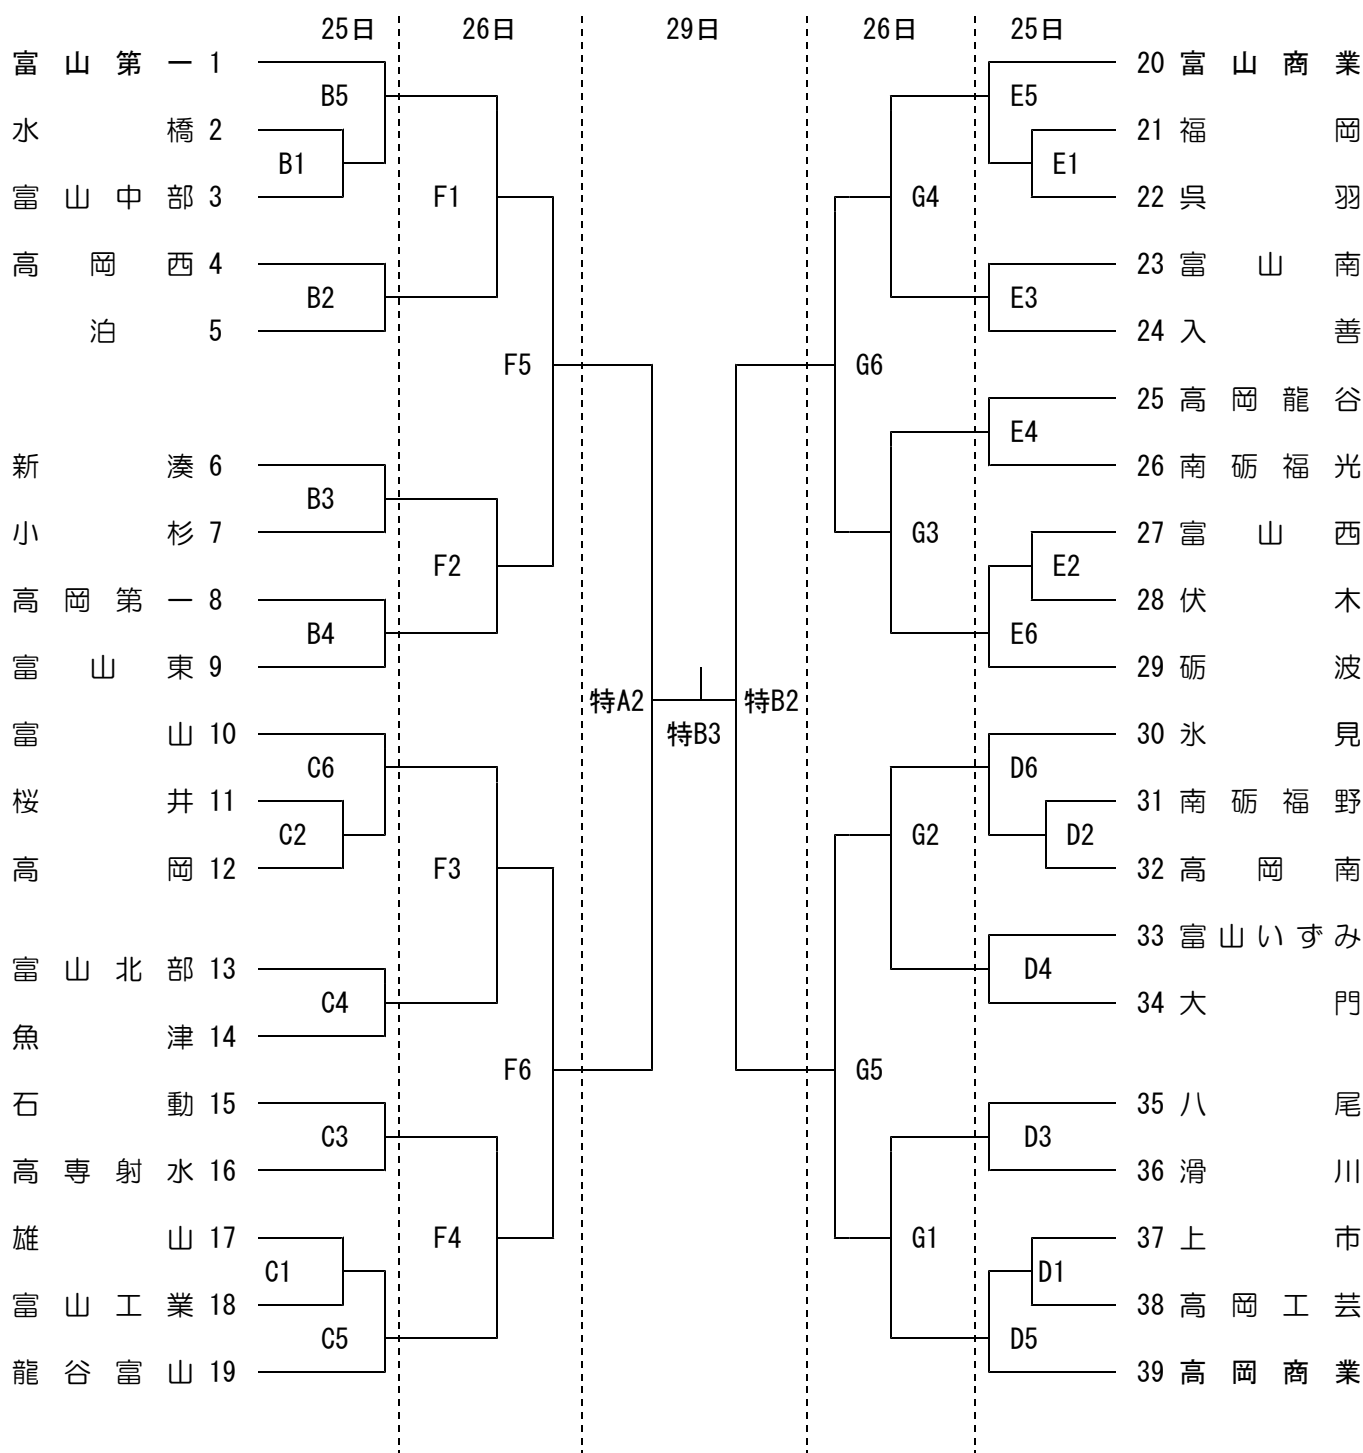 25日 26日 29日 26日 25日
富山第一 1
20 富山商業
B5
E5
水橋 2
21 福岡
B1
E1
富山中部 3
F1
G4
22 呉羽
高岡西 4
23 富山南
B2
E3
泊 5
24 入善
F5
G6
25 高岡龍谷
E4
新湊 6
26 南砺福光
B3
小杉 7
G3
27 富山西
F2
E2
高岡第一 8
28 伏木
B4
E6
富山東 9
29 砺波
特A2
特B2
富山 10
特B3
30 氷見
C6
D6
桜井 11
31 南砺福野
C2
G2
D2
高岡 12
F3
32 高岡南
33 富山いずみ
富山北部 13
D4
C4
34 大門
魚津 14
F6
G5
石動 15
35 八尾
C3
D3
高専射水 16
36 滑川
雄山 17
F4
G1
37 上市
C1
D1
富山工業 18
38 高岡工芸
C5
D5
龍谷富山 19
39 高岡商業